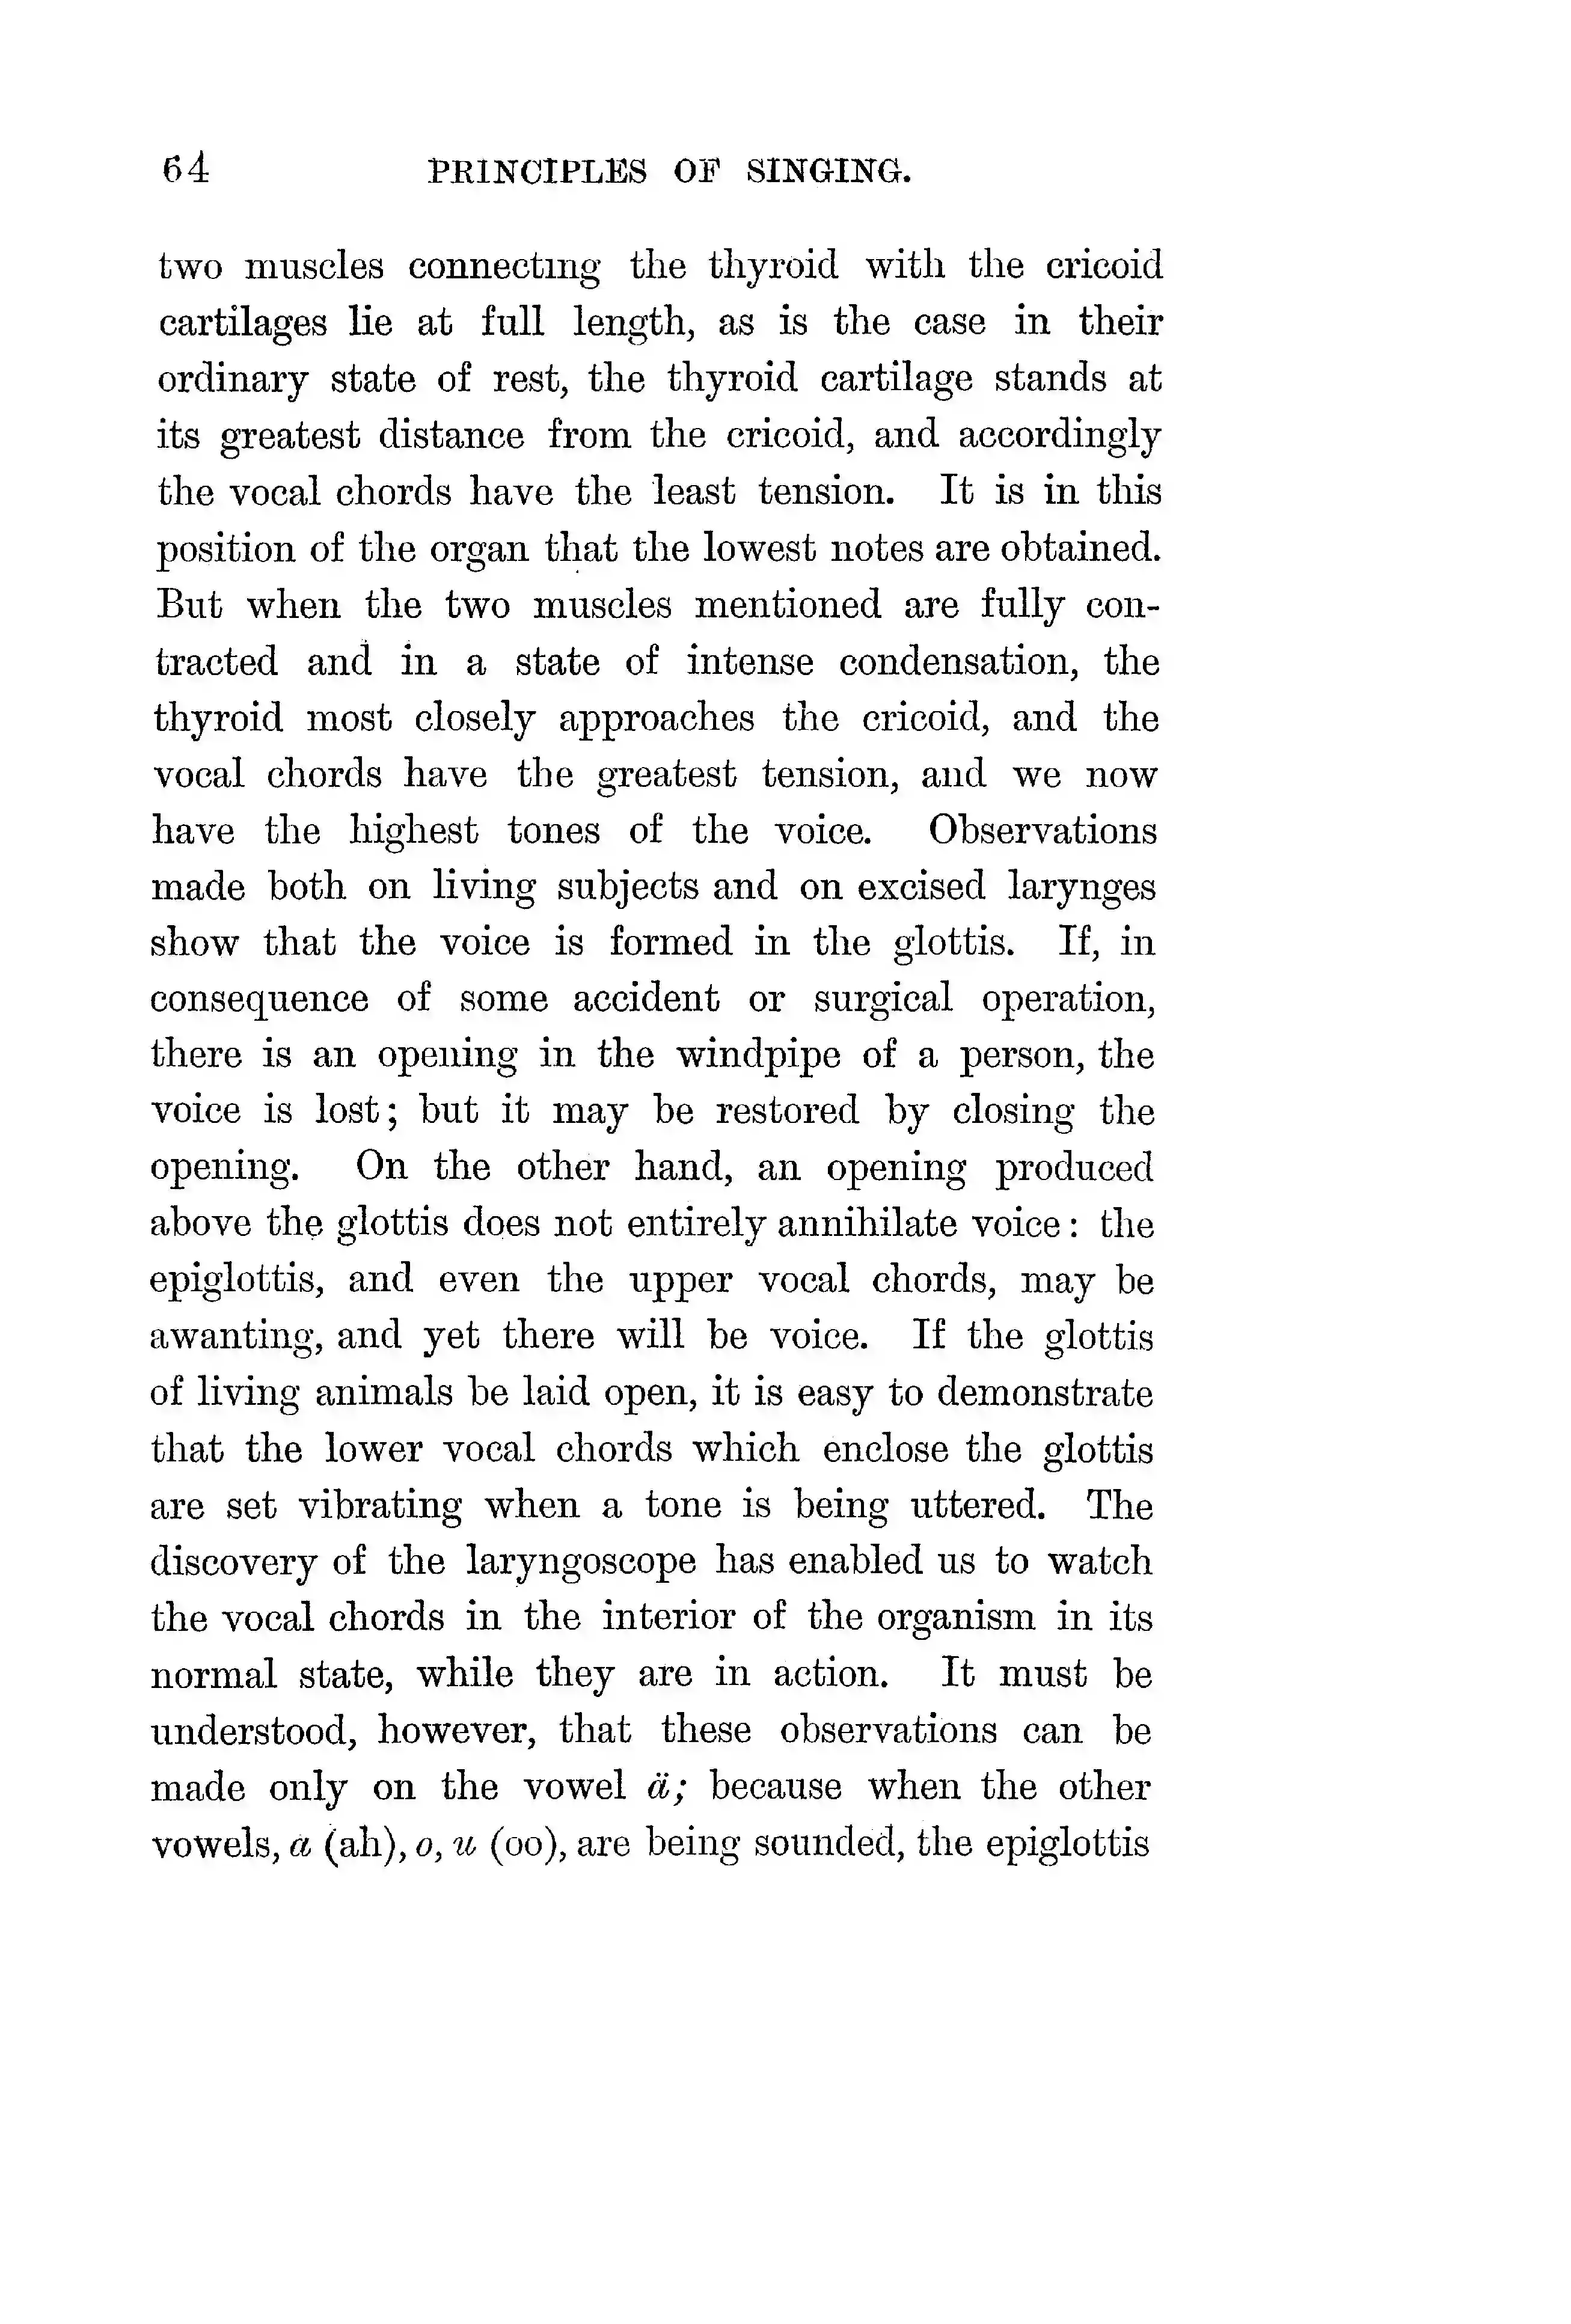 64 PRINCIPLES OF SINGING.
two muscles connecting the thyroid with the cricoid
cartilages lie at full length, as is the case in their
ordinary state of rest, the thyroid cartilage stands at
its greatest distance from the cricoid, and accordingly
the vocal chords have the least tension. It is in this
position of the organ that the lowest notes are obtained.
But when the two muscles mentioned are fully con-
tracted and in a state of intense condensation, the
thyroid most closely approaches the cricoid, and the
vocal chords have the greatest tension, and we now
have the highest tones of the voice. Observations
made both on living subjects and on excised larynges
show that the voice is formed in the glottis. If, in
consequence of some accident or surgical operation,
there is an opening in the windpipe of a person, the
voice is lost; but it may be restored by closing the
opening. On the other hand, an opening produced
above the glottis does not entirely annihilate voice: the
epiglottis, and even the upper vocal chords, may be
awanting, and yet there will be voice. If the glottis
of living animals be laid open, it is easy to demonstrate
that the lower vocal chords which enclose the glottis
are set vibrating when a tone is being uttered. The
discovery of the laryngoscope has enabled us to watch
the vocal chords in the interior of the organism in its
normal state, while they are in action. It must be
understood, however, that these observations can be
made only on the vowel ä; because when the other
vowels, a (ah), o, u (oo), are being sounded, the epiglottis